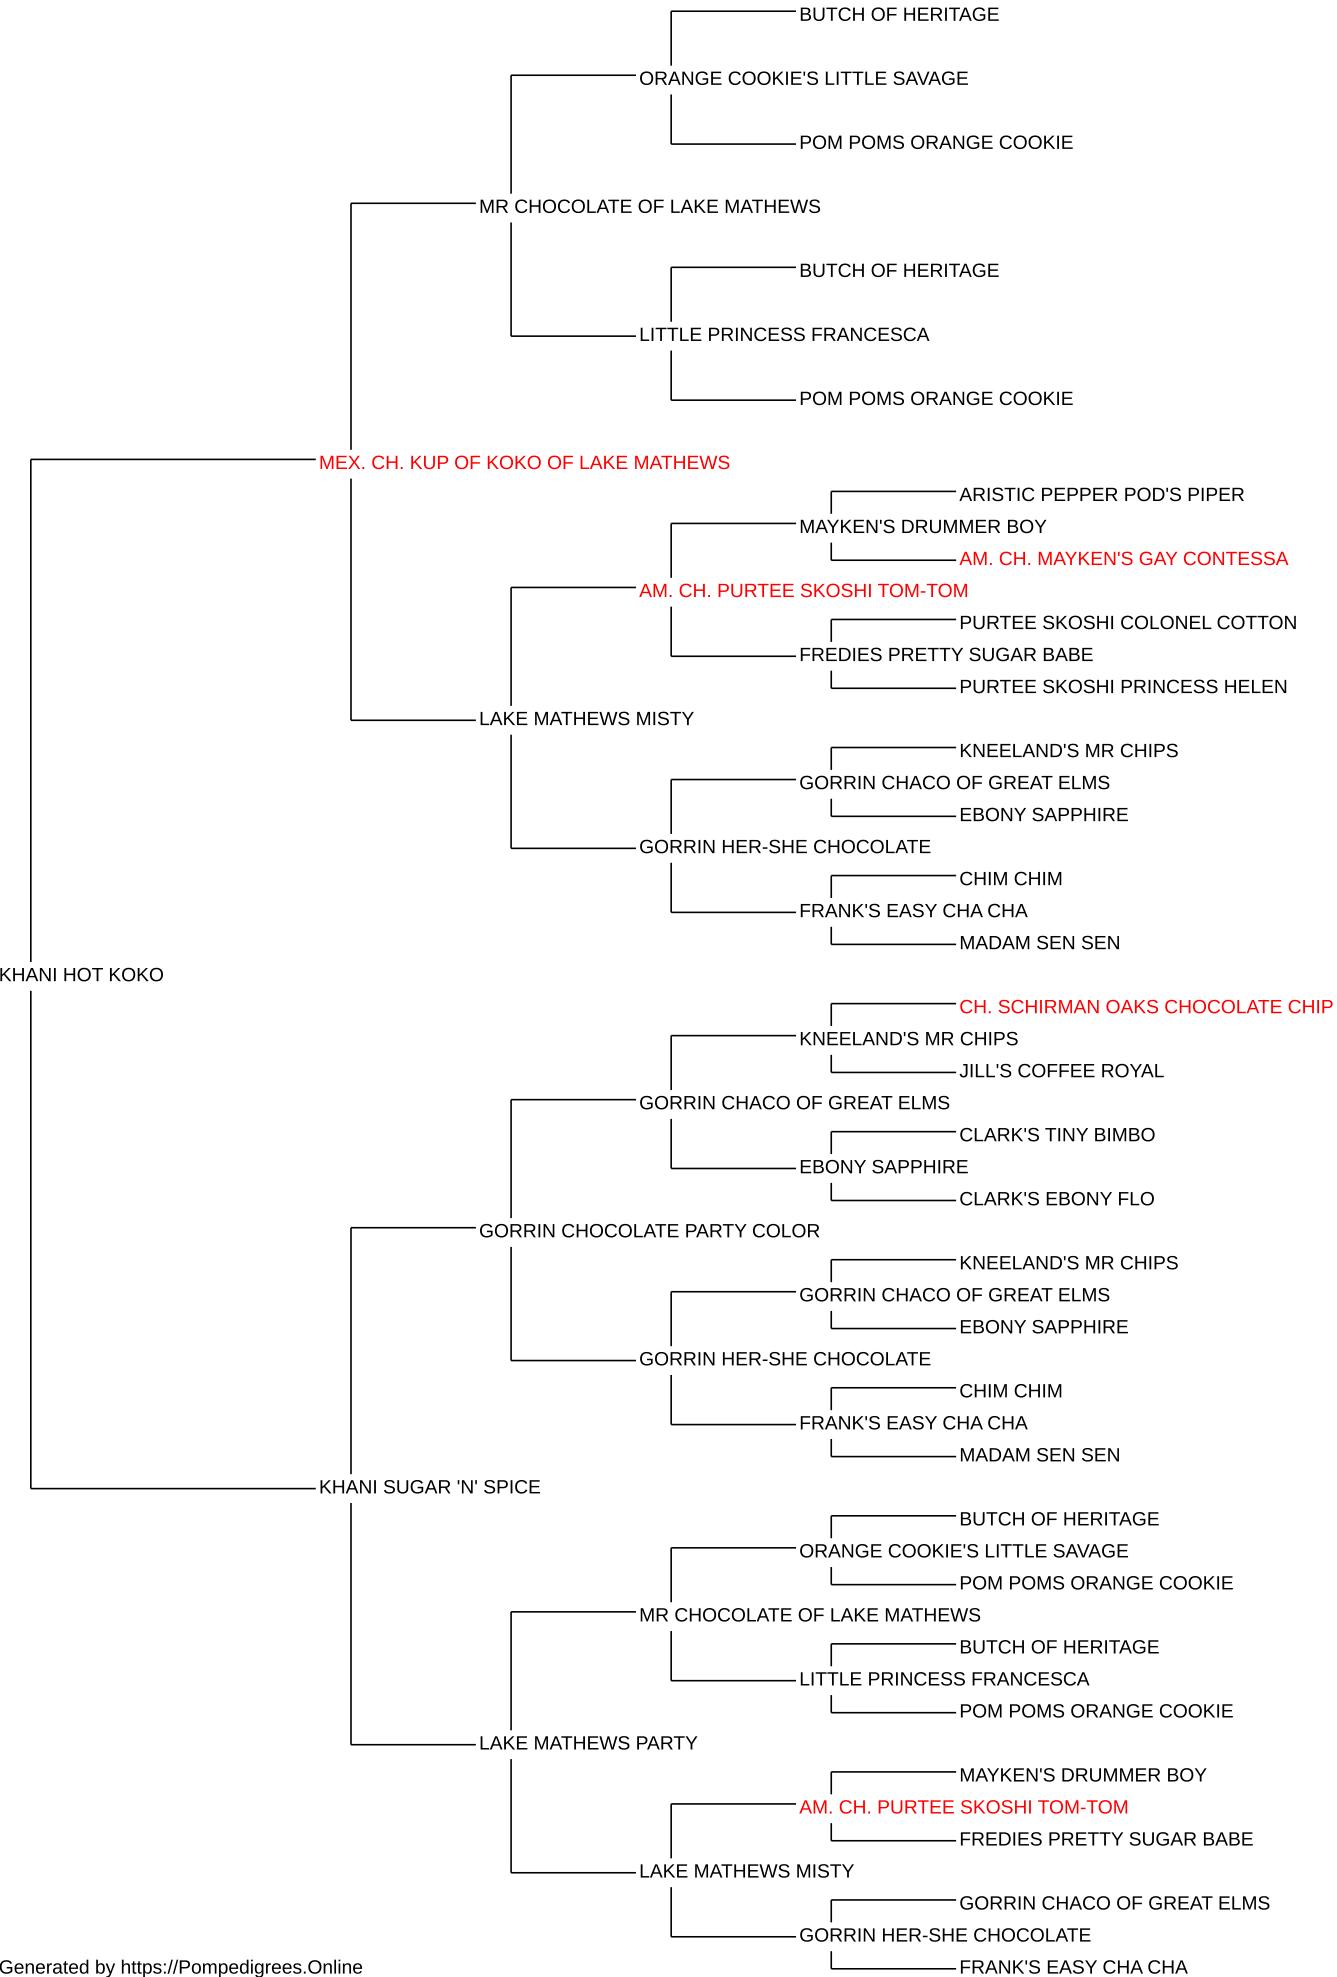 BUTCH OF HERITAGE
ORANGE COOKIE'S LITTLE SAVAGE
POM POMS ORANGE COOKIE
MR CHOCOLATE OF LAKE MATHEWS
BUTCH OF HERITAGE
LITTLE PRINCESS FRANCESCA
POM POMS ORANGE COOKIE
MEX. CH. KUP OF KOKO OF LAKE MATHEWS
ARISTIC PEPPER POD'S PIPER
MAYKEN'S DRUMMER BOY
AM. CH. MAYKEN'S GAY CONTESSA
AM. CH. PURTEE SKOSHI TOM-TOM
PURTEE SKOSHI COLONEL COTTON
FREDIES PRETTY SUGAR BABE
PURTEE SKOSHI PRINCESS HELEN
LAKE MATHEWS MISTY
KNEELAND'S MR CHIPS
GORRIN CHACO OF GREAT ELMS
EBONY SAPPHIRE
GORRIN HER-SHE CHOCOLATE
CHIM CHIM
FRANK'S EASY CHA CHA
MADAM SEN SEN
KHANI HOT KOKO
CH. SCHIRMAN OAKS CHOCOLATE CHIP
KNEELAND'S MR CHIPS
JILL'S COFFEE ROYAL
GORRIN CHACO OF GREAT ELMS
CLARK'S TINY BIMBO
EBONY SAPPHIRE
CLARK'S EBONY FLO
GORRIN CHOCOLATE PARTY COLOR
KNEELAND'S MR CHIPS
GORRIN CHACO OF GREAT ELMS
EBONY SAPPHIRE
GORRIN HER-SHE CHOCOLATE
CHIM CHIM
FRANK'S EASY CHA CHA
MADAM SEN SEN
KHANI SUGAR 'N' SPICE
BUTCH OF HERITAGE
ORANGE COOKIE'S LITTLE SAVAGE
POM POMS ORANGE COOKIE
MR CHOCOLATE OF LAKE MATHEWS
BUTCH OF HERITAGE
LITTLE PRINCESS FRANCESCA
POM POMS ORANGE COOKIE
LAKE MATHEWS PARTY
MAYKEN'S DRUMMER BOY
AM. CH. PURTEE SKOSHI TOM-TOM
FREDIES PRETTY SUGAR BABE
LAKE MATHEWS MISTY
GORRIN CHACO OF GREAT ELMS
GORRIN HER-SHE CHOCOLATE
FRANK'S EASY CHA CHA
Generated by https://Pompedigrees.Online